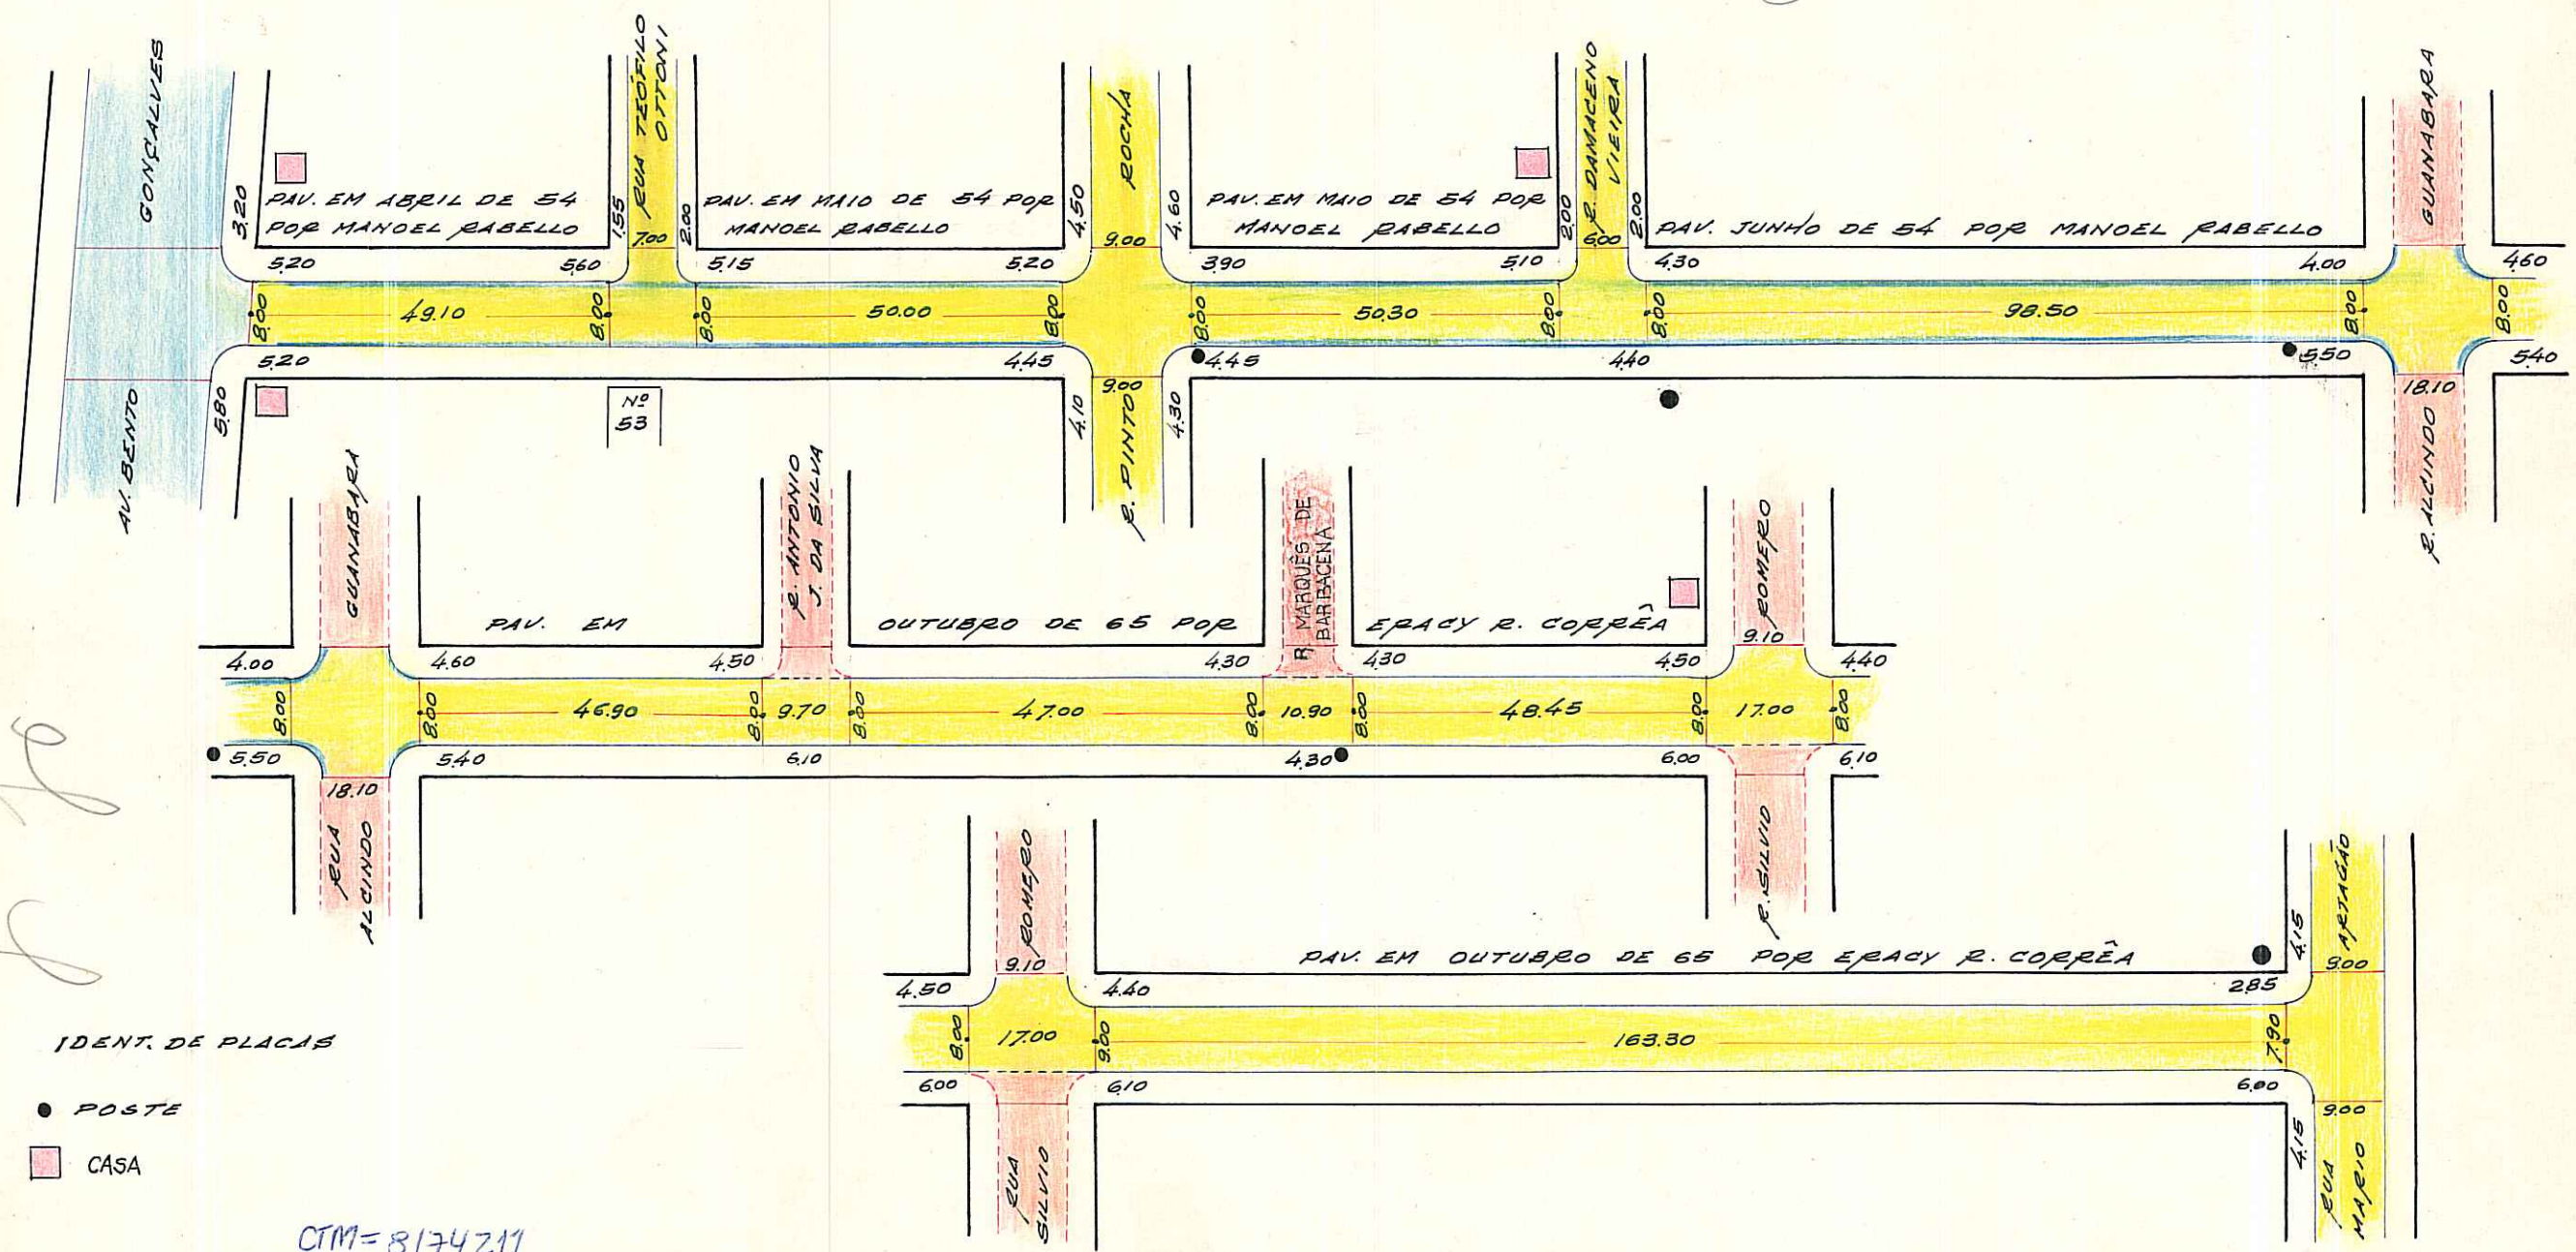 GONÇALVES
AV. BENTO
3.20
5.80
PAV. EM ABRIL DE 54
POR MANOEL RABELLO
RUA TEÓFILO
OTTONI
1.55
7.00
2.00
PAV. EM MAIO DE 54 POR
MANOEL RABELLO
4.50
ROCHA
9.00
4.60
PAV. EM MAIO DE 54 POR
MANOEL RABELLO
2.00
R. DAMACENO
VIEIRA
6.00
2.00
PAV. JUNHO DE 54 POR MANOEL RABELLO
GUANABARA
5.20
5.60
5.15
5.20
3.90
5.10
4.30
4.00
4.60
8.00
49.10
8.00
8.00
50.00
8.00
8.00
50.30
8.00
8.00
98.50
8.00
8.00
5.20
4.45
4.45
4.40
5.50
5.40
Nº
53
4.10
9.00
4.30
R. PINTO
18.10
R. ALCINDO
GUANABARA
R. ANTONIO
J. DA SILVA
R. MARQUÊS DE
BARBACENA
ROMERO
PAV. EM
OUTUBRO DE 65 POR
ERACY R. CORRÊA
9.10
4.00
4.60
4.50
4.30
4.30
4.50
4.40
8.00
8.00
46.90
8.00
9.70
8.00
47.00
8.00
10.90
8.00
48.45
8.00
17.00
8.00
5.50
5.40
6.10
4.30
6.00
6.10
18.10
RUA
ALCINDO
R. SILVIO
ROMERO
9.10
PAV. EM OUTUBRO DE 65 POR ERACY R. CORRÊA
4.15
ARTAGÃO
9.00
4.50
4.40
2.85
8.00
17.00
9.00
163.30
7.90
6.00
6.10
6.00
9.00
4.15
RUA
SILVIO
RUA
MARIO
IDENT. DE PLACAS
POSTE
CASA
CTM = 8174211